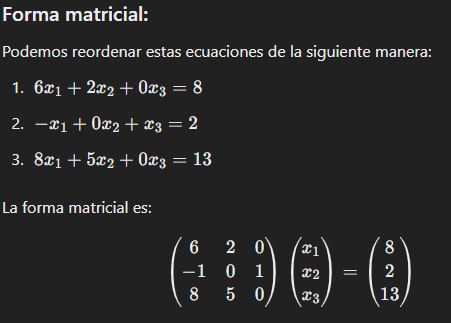 Forma matricial:
Podemos reordenar estas ecuaciones de la siguiente manera:
1. 6x₁ + 2x₂ + 0x₃ = 8
2. −x₁ + 0x₂ + x₃ = 2
3. 8x₁ + 5x₂ + 0x₃ = 13
La forma matricial es:
( 6 2 0 ) ( x₁ ) ( 8 )
( −1 0 1 ) ( x₂ ) = ( 2 )
( 8 5 0 ) ( x₃ ) ( 13 )